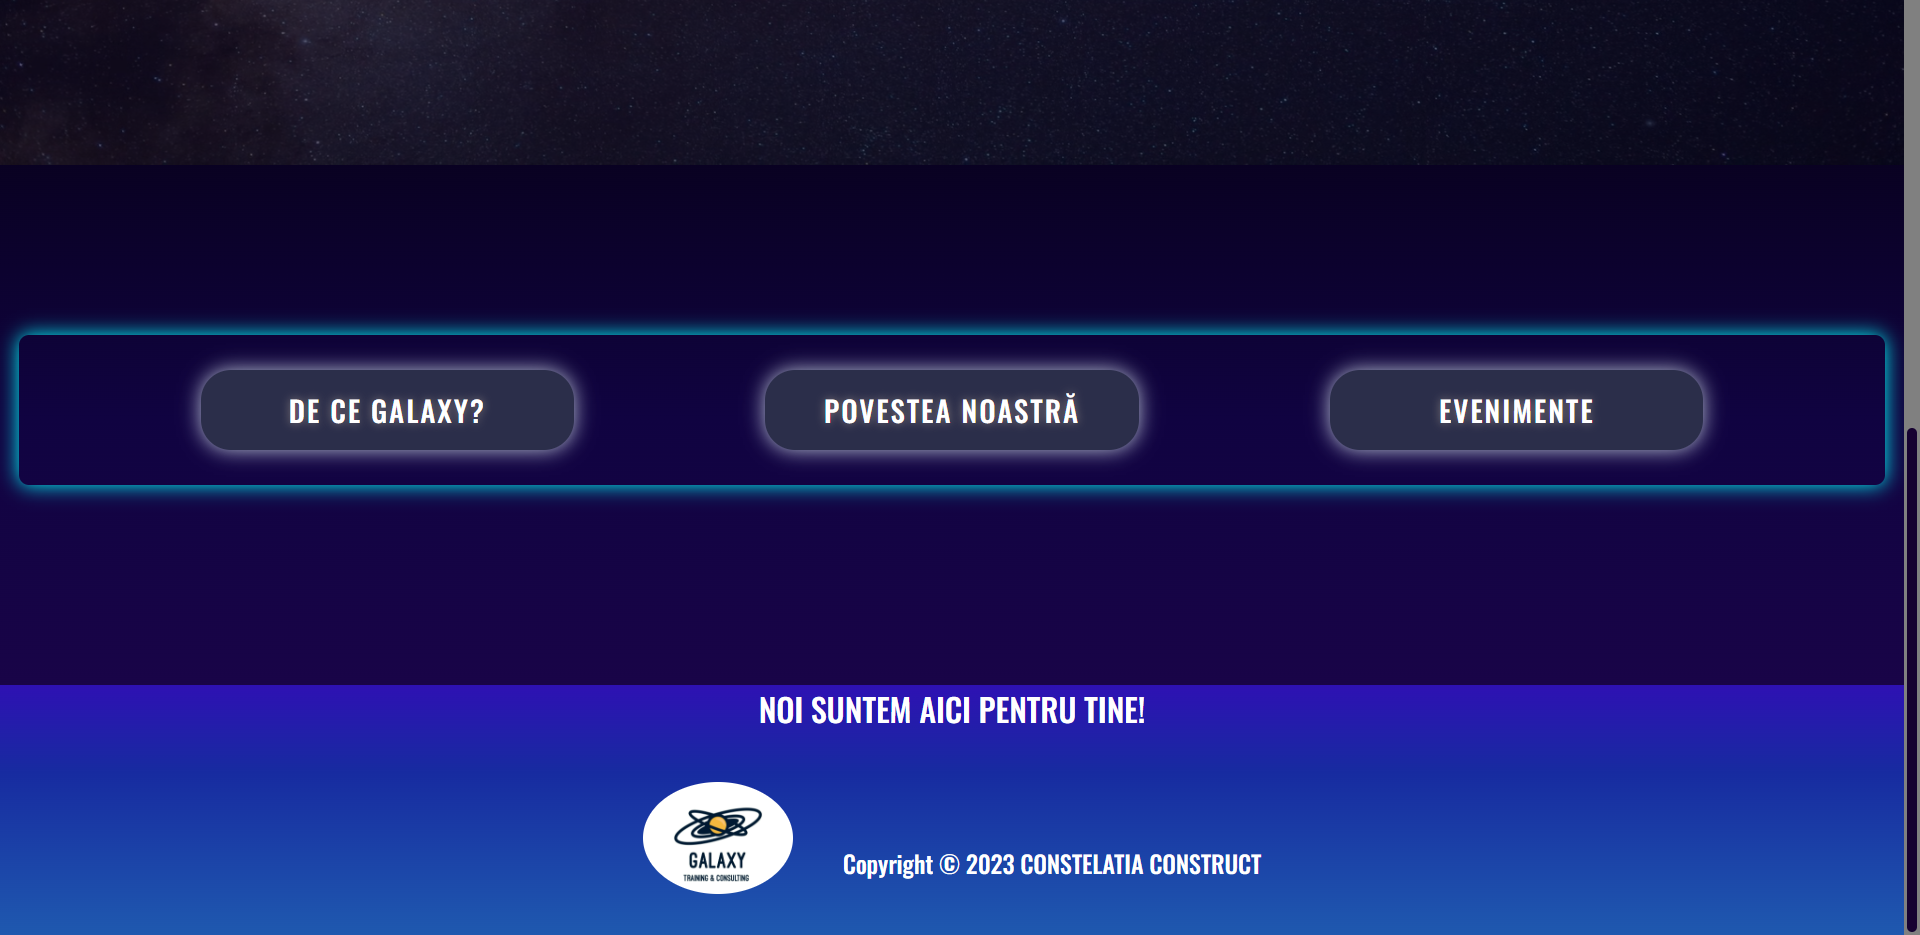 DE CE GALAXY?
POVESTEA NOASTRĂ
EVENIMENTE
NOI SUNTEM AICI PENTRU TINE!
GALAXY
TRAINING & CONSULTING
Copyright © 2023 CONSTELATIA CONSTRUCT